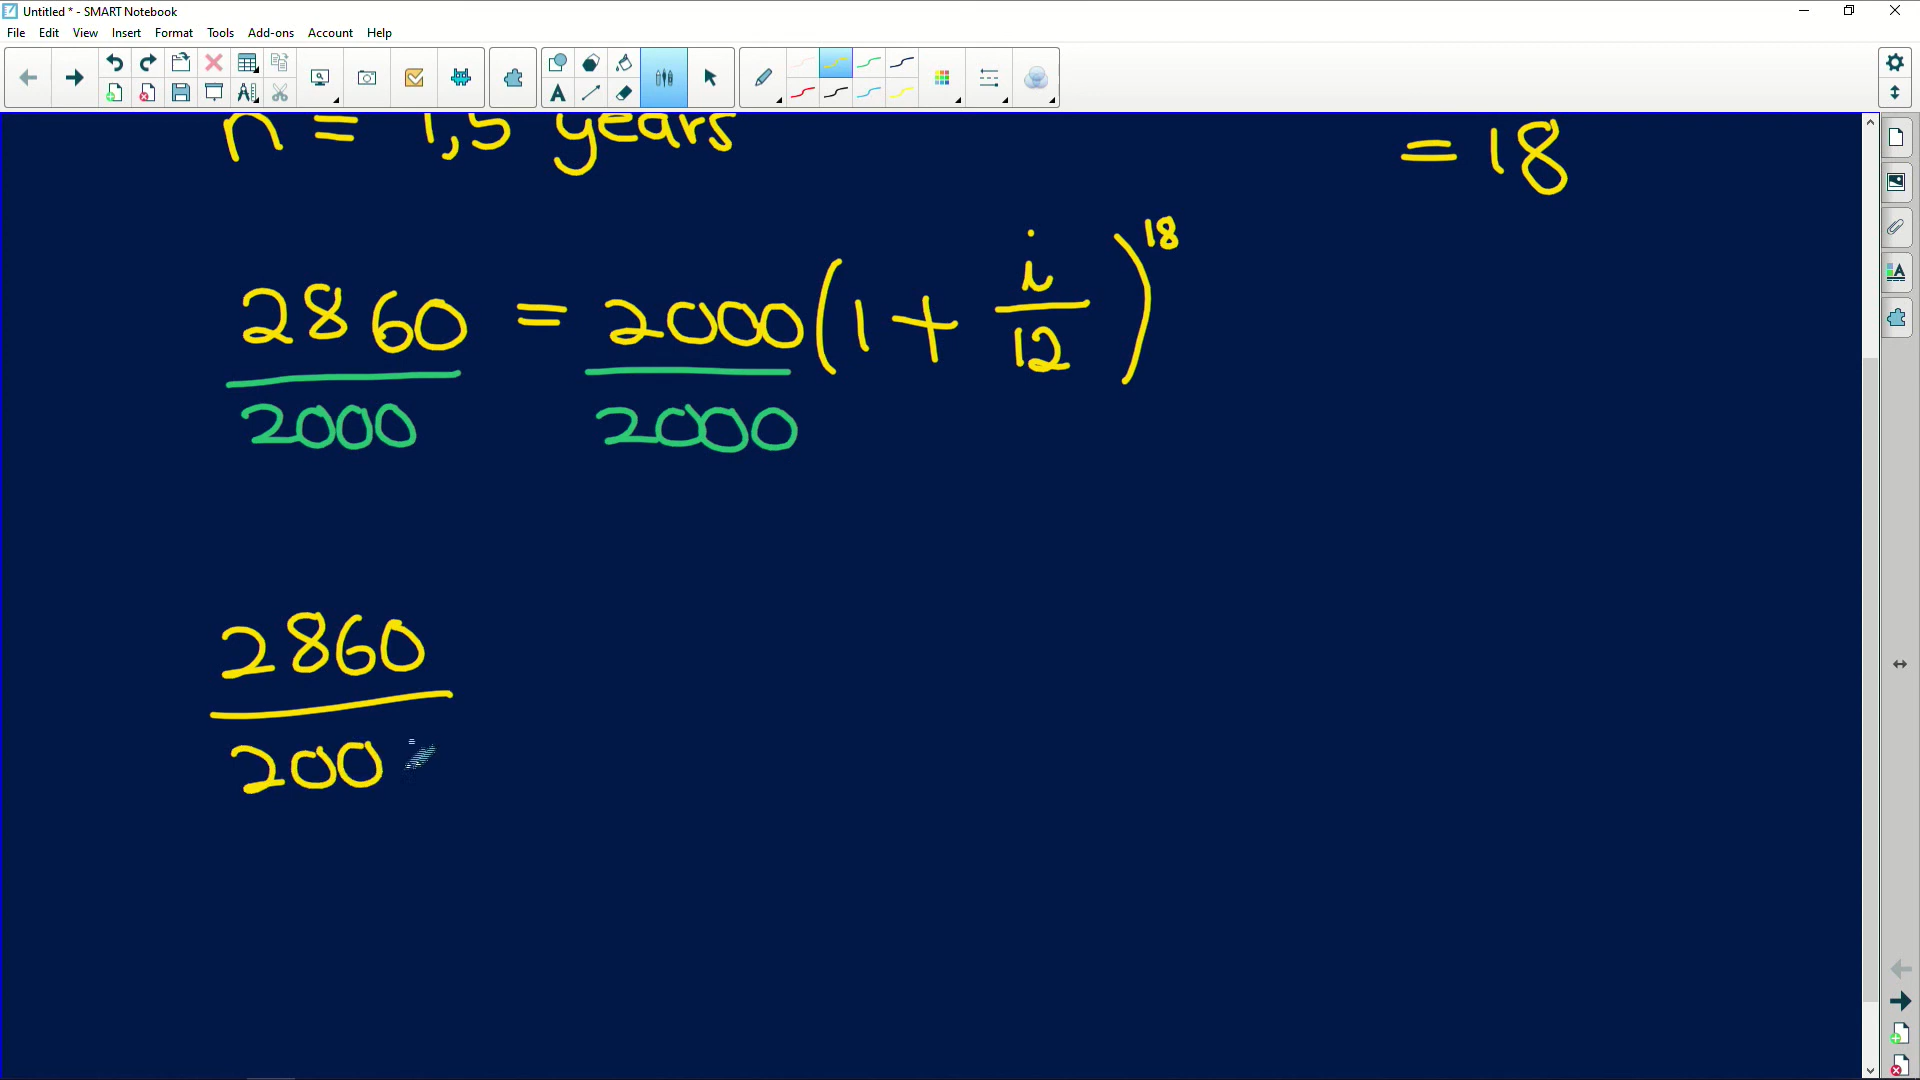 Untitled * - SMART Notebook
File Edit View Insert Format Tools Add-ons Account Help
n = 1,5 years
= 18
2860 = 2000(1 + i/12)^18
2000 2000
2860
200